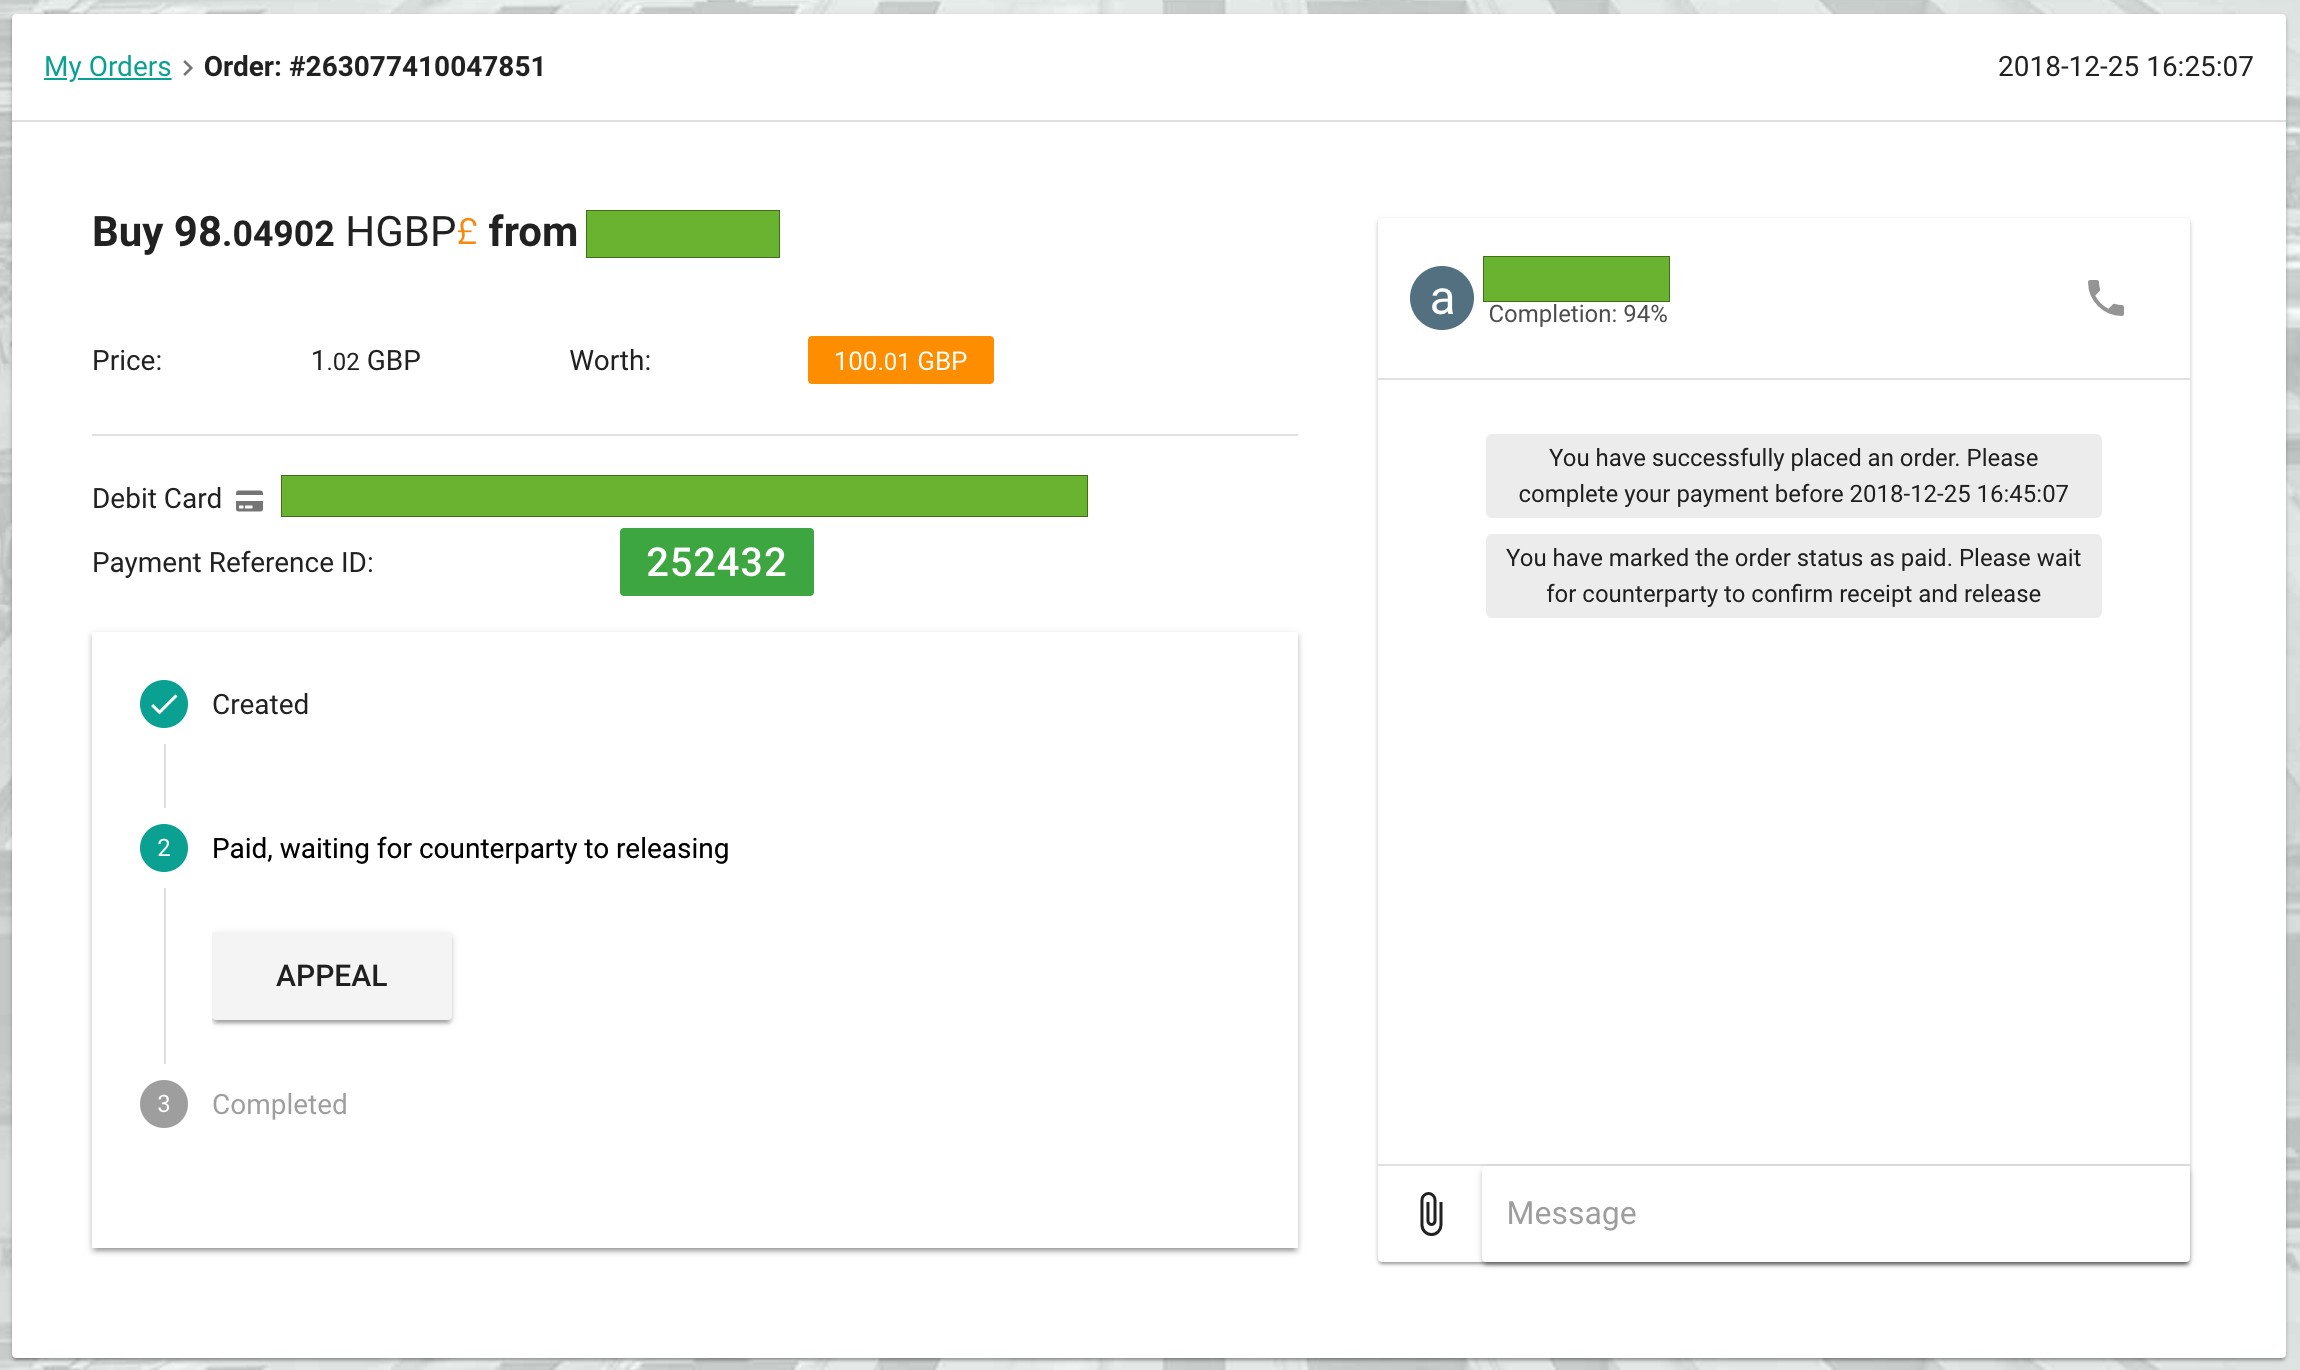 My Orders > Order: #263077410047851
2018-12-25 16:25:07
Buy 98.04902 HGBP£ from
Price: 1.02 GBP Worth: 100.01 GBP
Debit Card
Payment Reference ID: 252432
Created
2 Paid, waiting for counterparty to releasing
APPEAL
3 Completed
a
Completion: 94%
You have successfully placed an order. Please
complete your payment before 2018-12-25 16:45:07
You have marked the order status as paid. Please wait
for counterparty to confirm receipt and release
Message